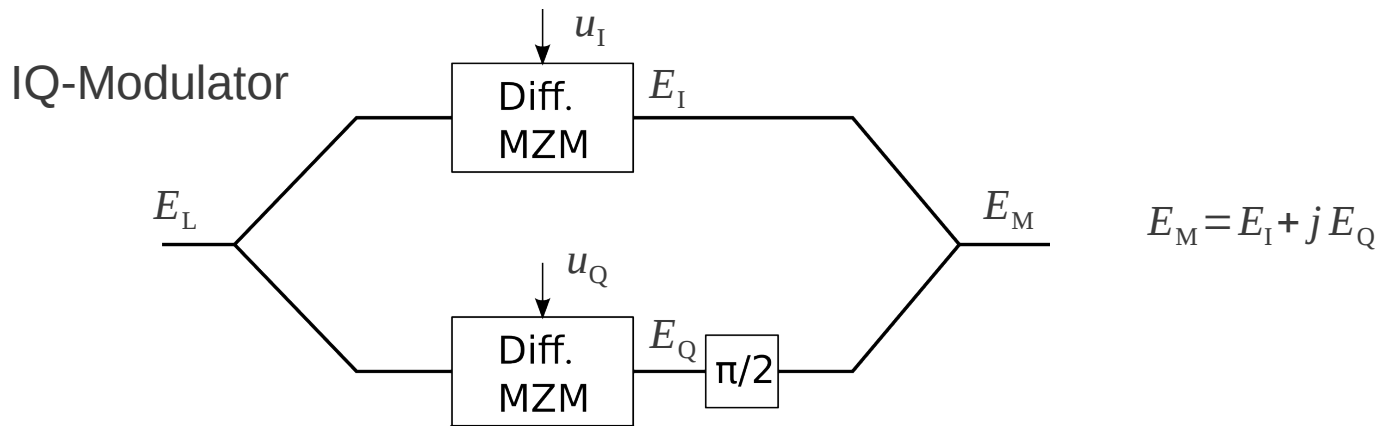 u_I
IQ-Modulator
Diff.
MZM
E_I
E_L
E_M
E_M = E_I + j E_Q
u_Q
Diff.
MZM
E_Q
π/2